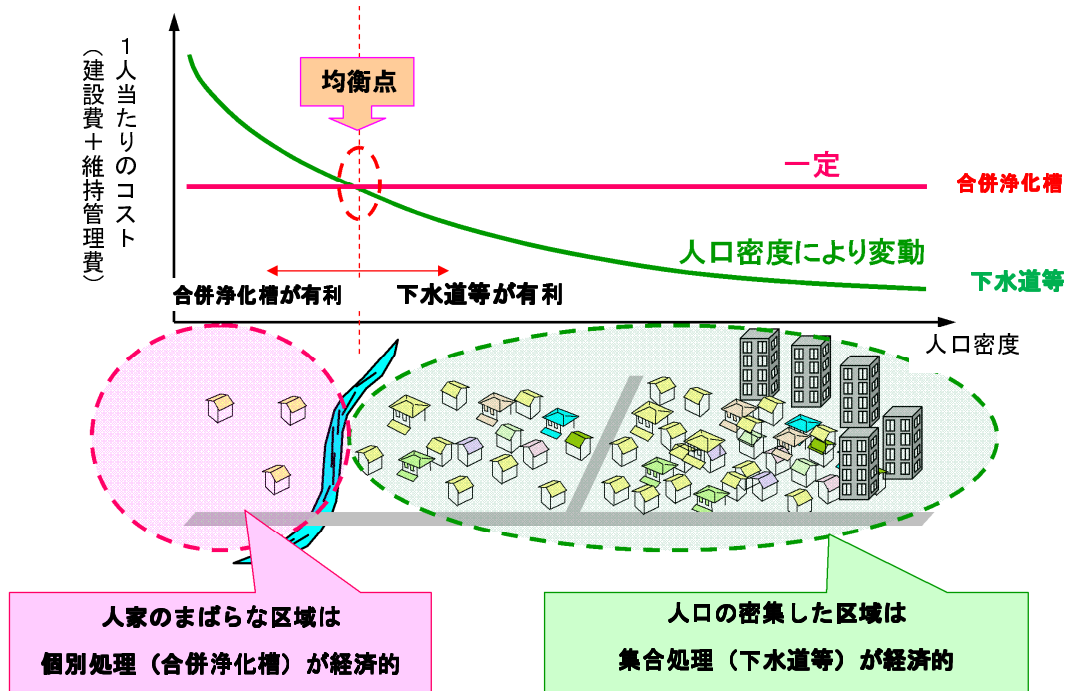 1人当たりのコスト
（建設費＋維持管理費）
均衡点
一定
合併浄化槽
人口密度により変動
下水道等
合併浄化槽が有利
下水道等が有利
人口密度
人家のまばらな区域は
個別処理（合併浄化槽）が経済的
人口の密集した区域は
集合処理（下水道等）が経済的